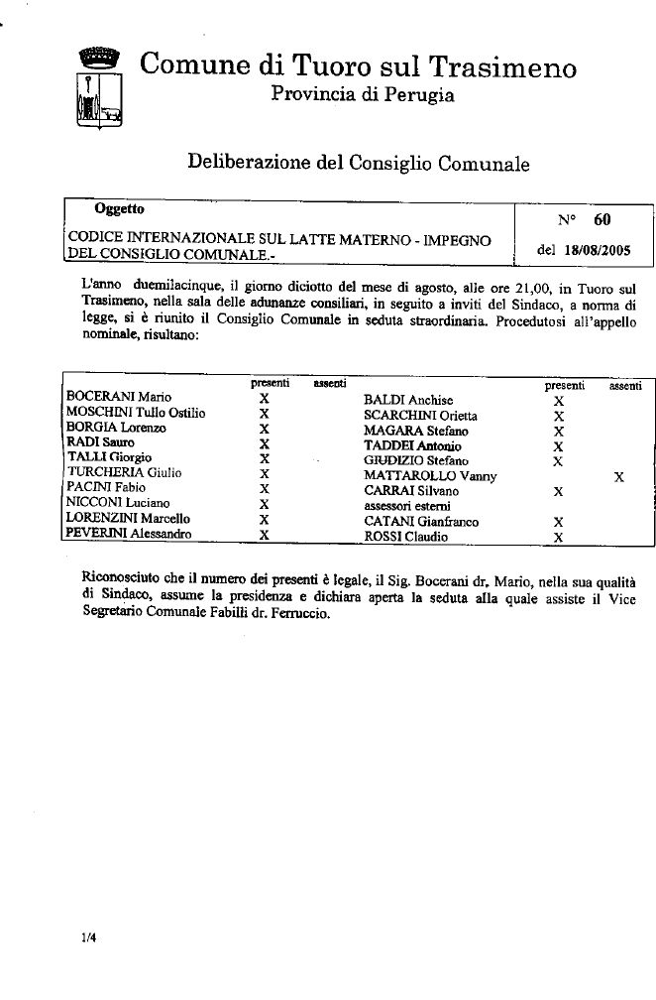 Comune di Tuoro sul Trasimeno
Provincia di Perugia
Deliberazione del Consiglio Comunale
Oggetto
CODICE INTERNAZIONALE SUL LATTE MATERNO - IMPEGNO
DEL CONSIGLIO COMUNALE.-
N° 60
del 18/08/2005
L'anno duemilacinque, il giorno diciotto del mese di agosto, alle ore 21,00, in Tuoro sul
Trasimeno, nella sala delle adunanze consiliari, in seguito a inviti del Sindaco, a norma di
legge, si è riunito il Consiglio Comunale in seduta straordinaria. Procedutosi all'appello
nominale, risultano:
presenti assenti presenti assenti
BOCERANI Mario X BALDI Anchise X
MOSCHINI Tullo Ostilio X SCARCHINI Orietta X
BORGIA Lorenzo X MAGARA Stefano X
RADI Sauro X TADDEI Antonio X
TALLI Giorgio X GIUDIZIO Stefano X
TURCHERIA Giulio X MATTAROLLO Vanny X
PACINI Fabio X CARRAI Silvano X
NICCONI Luciano X assessori esterni
LORENZINI Marcello X CATANI Gianfranco X
PEVERINI Alessandro X ROSSI Claudio X
Riconosciuto che il numero dei presenti è legale, il Sig. Bocerani dr. Mario, nella sua qualità
di Sindaco, assume la presidenza e dichiara aperta la seduta alla quale assiste il Vice
Segretario Comunale Fabilli dr. Ferruccio.
1/4